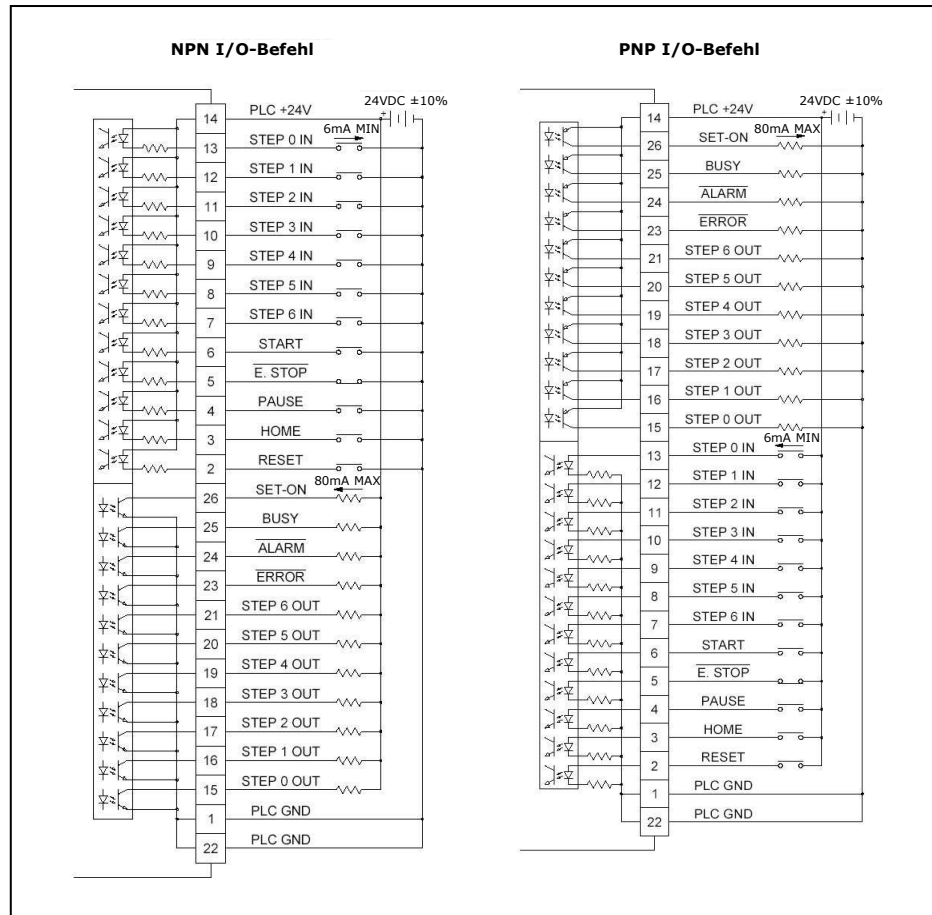 NPN I/O-Befehl
24VDC ±10%
+
14 PLC +24V
6mA MIN
13 STEP 0 IN
12 STEP 1 IN
11 STEP 2 IN
10 STEP 3 IN
9 STEP 4 IN
8 STEP 5 IN
7 STEP 6 IN
6 START
5 E. STOP
4 PAUSE
3 HOME
2 RESET
80mA MAX
26 SET-ON
25 BUSY
24 ALARM
23 ERROR
21 STEP 6 OUT
20 STEP 5 OUT
19 STEP 4 OUT
18 STEP 3 OUT
17 STEP 2 OUT
16 STEP 1 OUT
15 STEP 0 OUT
1 PLC GND
22 PLC GND
PNP I/O-Befehl
24VDC ±10%
+
14 PLC +24V
80mA MAX
26 SET-ON
25 BUSY
24 ALARM
23 ERROR
21 STEP 6 OUT
20 STEP 5 OUT
19 STEP 4 OUT
18 STEP 3 OUT
17 STEP 2 OUT
16 STEP 1 OUT
15 STEP 0 OUT
6mA MIN
13 STEP 0 IN
12 STEP 1 IN
11 STEP 2 IN
10 STEP 3 IN
9 STEP 4 IN
8 STEP 5 IN
7 STEP 6 IN
6 START
5 E. STOP
4 PAUSE
3 HOME
2 RESET
1 PLC GND
22 PLC GND